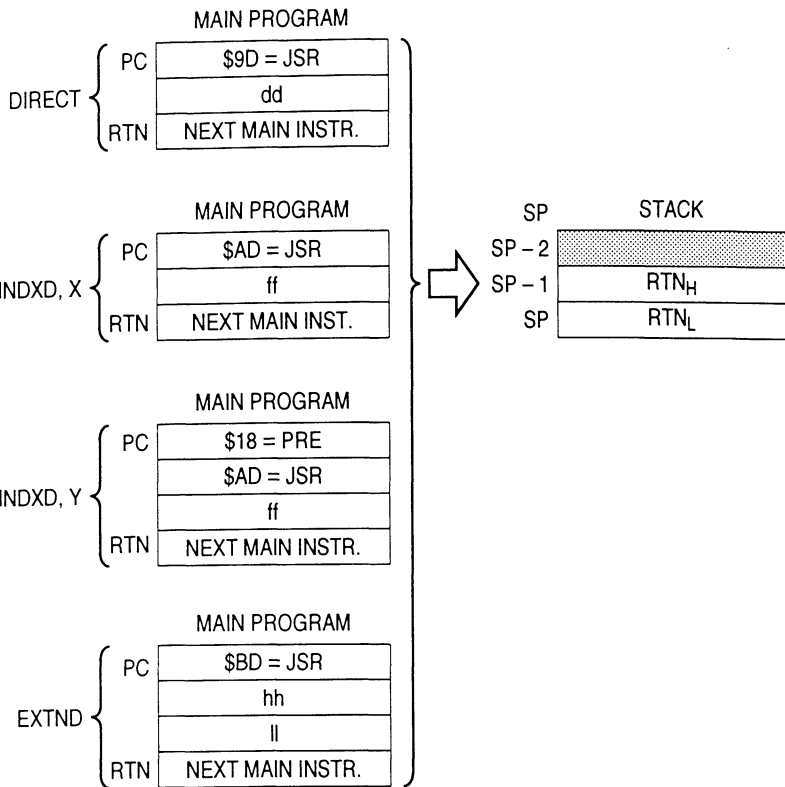 MAIN PROGRAM
PC $9D = JSR
DIRECT dd
RTN NEXT MAIN INSTR.
MAIN PROGRAM
PC $AD = JSR
INDXD, X ff
RTN NEXT MAIN INST.
SP STACK
SP – 2
SP – 1 RTNH
SP RTNL
MAIN PROGRAM
PC $18 = PRE
$AD = JSR
INDXD, Y
ff
RTN NEXT MAIN INSTR.
MAIN PROGRAM
PC $BD = JSR
hh
EXTND
ll
RTN NEXT MAIN INSTR.